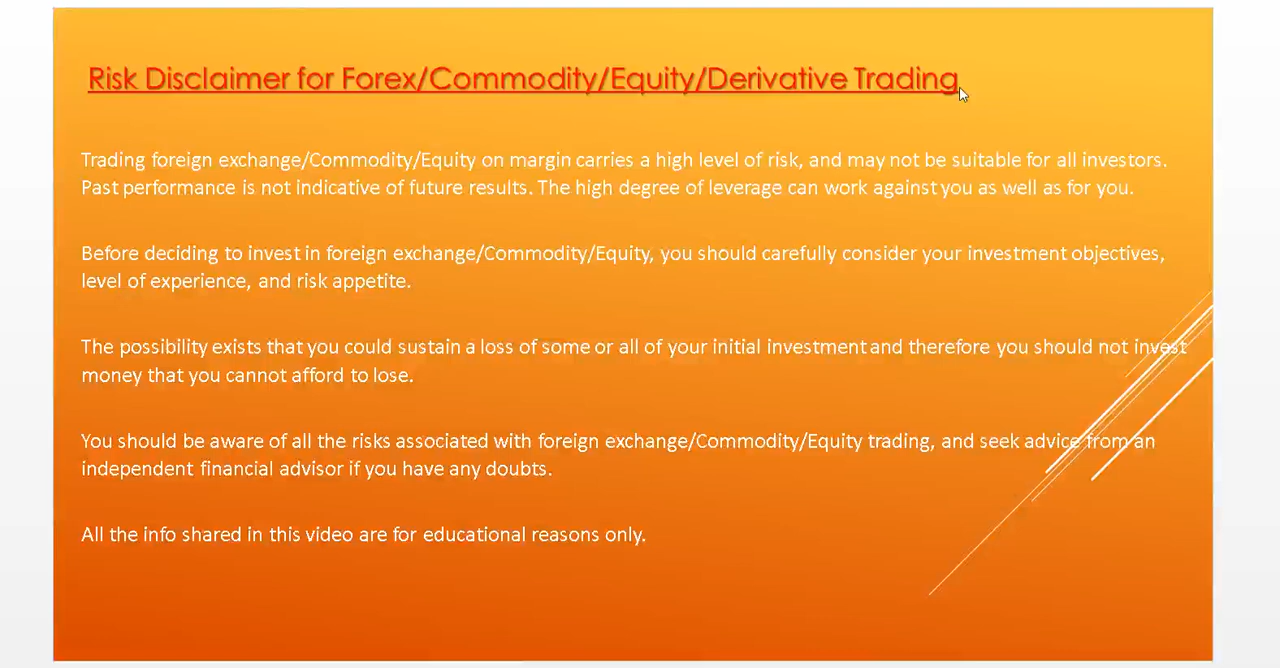 Risk Disclaimer for Forex/Commodity/Equity/Derivative Trading
Trading foreign exchange/Commodity/Equity on margin carries a high level of risk, and may not be suitable for all investors.
Past performance is not indicative of future results. The high degree of leverage can work against you as well as for you.
Before deciding to invest in foreign exchange/Commodity/Equity, you should carefully consider your investment objectives,
level of experience, and risk appetite.
The possibility exists that you could sustain a loss of some or all of your initial investment and therefore you should not invest
money that you cannot afford to lose.
You should be aware of all the risks associated with foreign exchange/Commodity/Equity trading, and seek advice from an
independent financial advisor if you have any doubts.
All the info shared in this video are for educational reasons only.